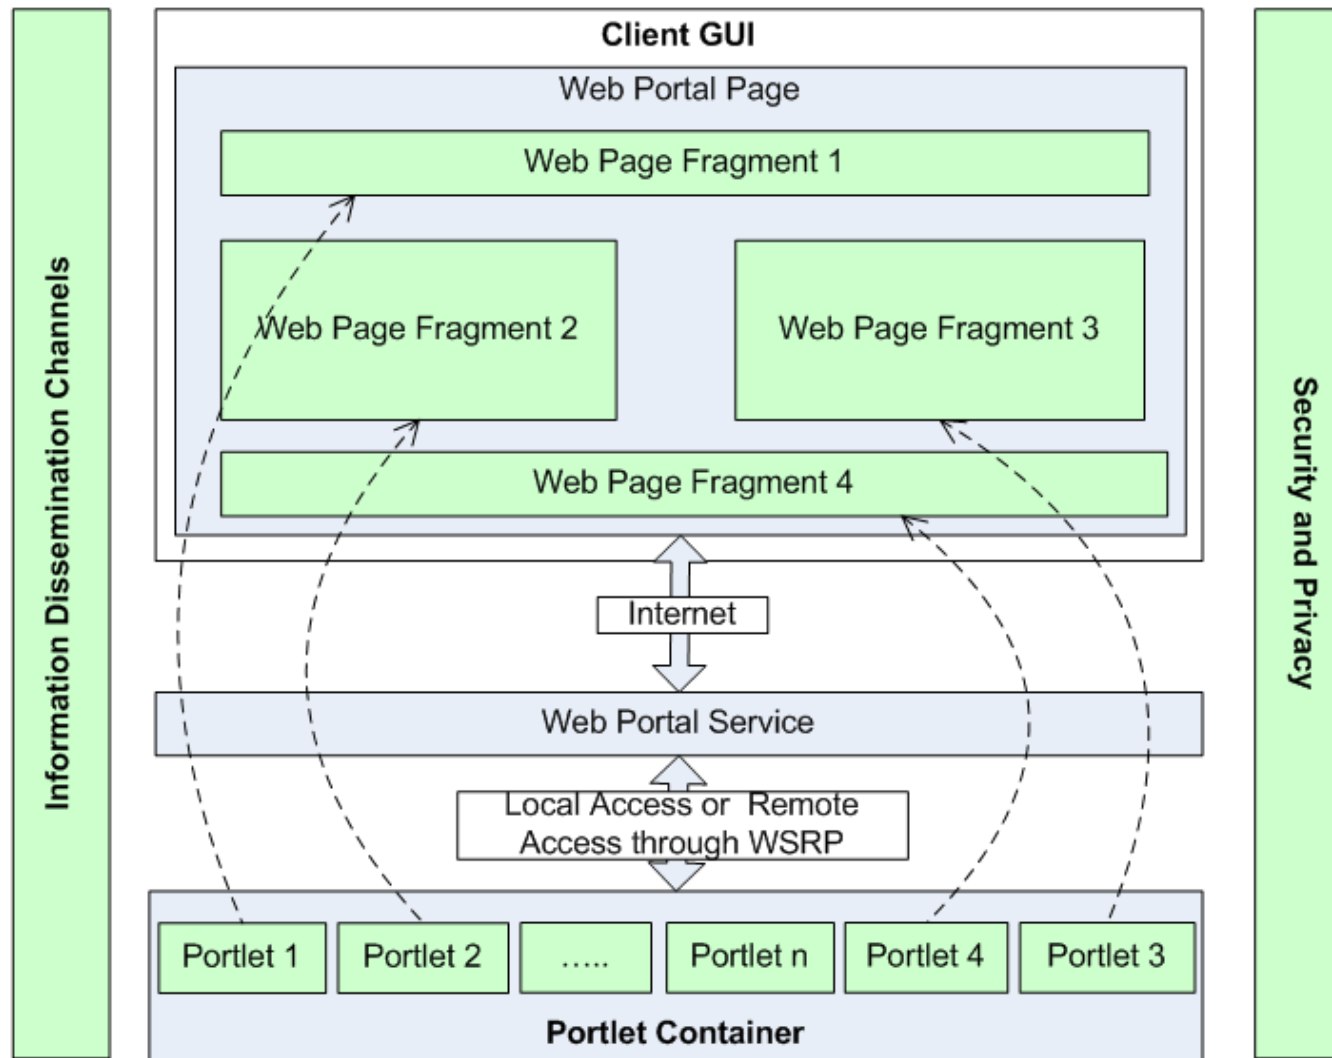 Client GUI
Web Portal Page
Web Page Fragment 1
Web Page Fragment 2
Web Page Fragment 3
Web Page Fragment 4
Internet
Web Portal Service
Local Access or Remote
Access through WSRP
Portlet 1
Portlet 2
.....
Portlet n
Portlet 4
Portlet 3
Portlet Container
Information Dissemination Channels
Security and Privacy